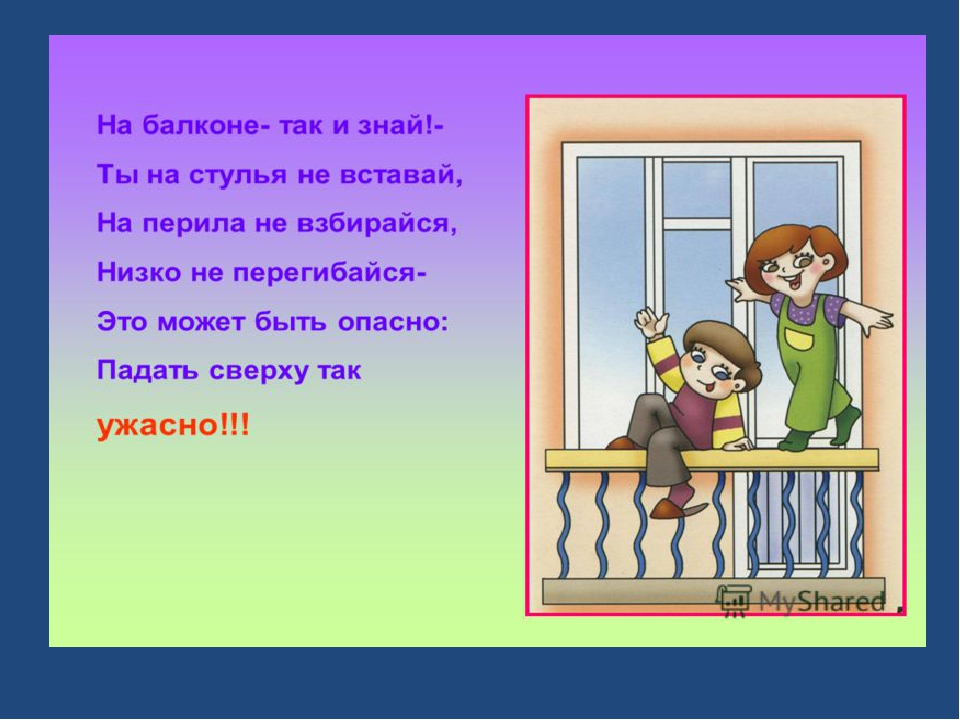 На балконе- так и знай!-
Ты на стулья не вставай,
На перила не взбирайся,
Низко не перегибайся-
Это может быть опасно:
Падать сверху так
ужасно!!!
MyShared